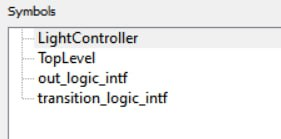 Symbols
LightController
TopLevel
out_logic_intf
transition_logic_intf